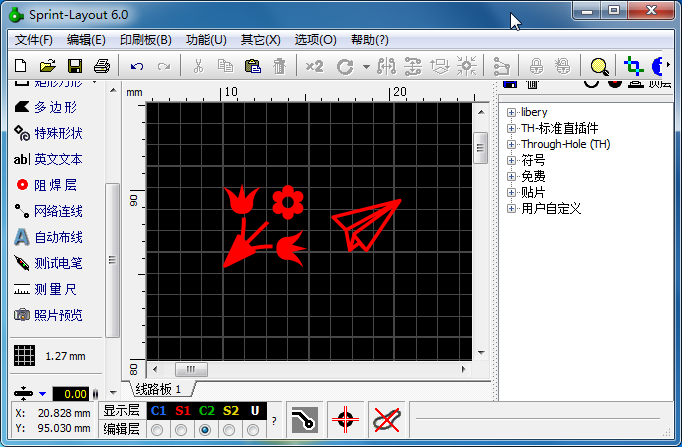 Sprint-Layout 6.0
文件(F) 编辑(E) 印刷板(B) 功能(U) 其它(X) 选项(O) 帮助(?)
×2
mm 10 20
多边形
特殊形状
ab| 英文文本
阻焊层
网络连线
自动布线
测试电笔
测量尺
照片预览
1.27 mm
0.00
90
80
libery
TH-标准直插件
Through-Hole (TH)
符号
免费
贴片
用户自定义
线路板 1
X: 20.828 mm
Y: 95.030 mm
显示层 C1 S1 C2 S2 U
编辑层
?